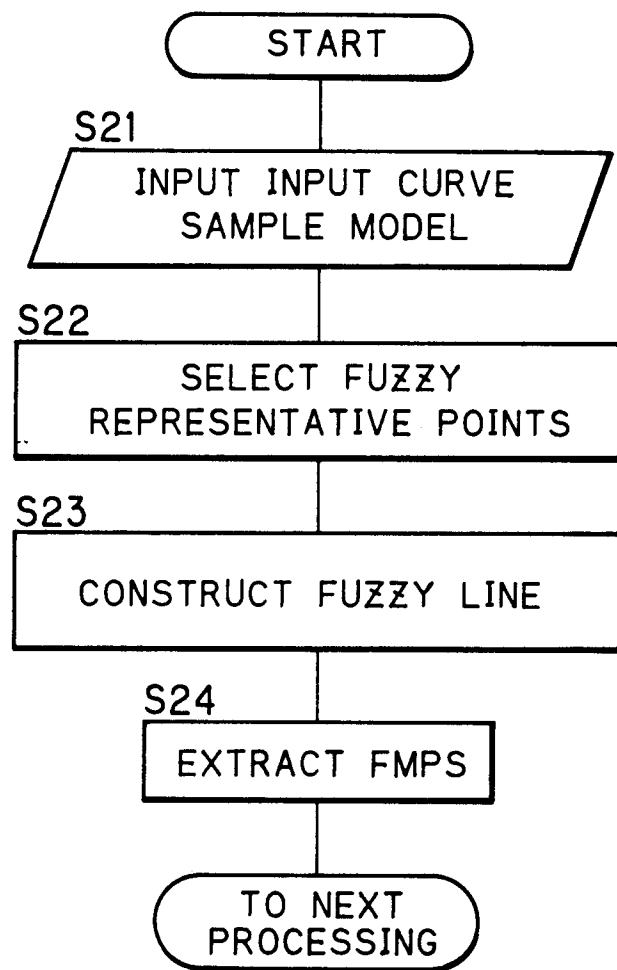 START
S21
INPUT INPUT CURVE
SAMPLE MODEL
S22
SELECT FUZZY
REPRESENTATIVE POINTS
S23
CONSTRUCT FUZZY LINE
S24
EXTRACT FMPS
TO NEXT
PROCESSING